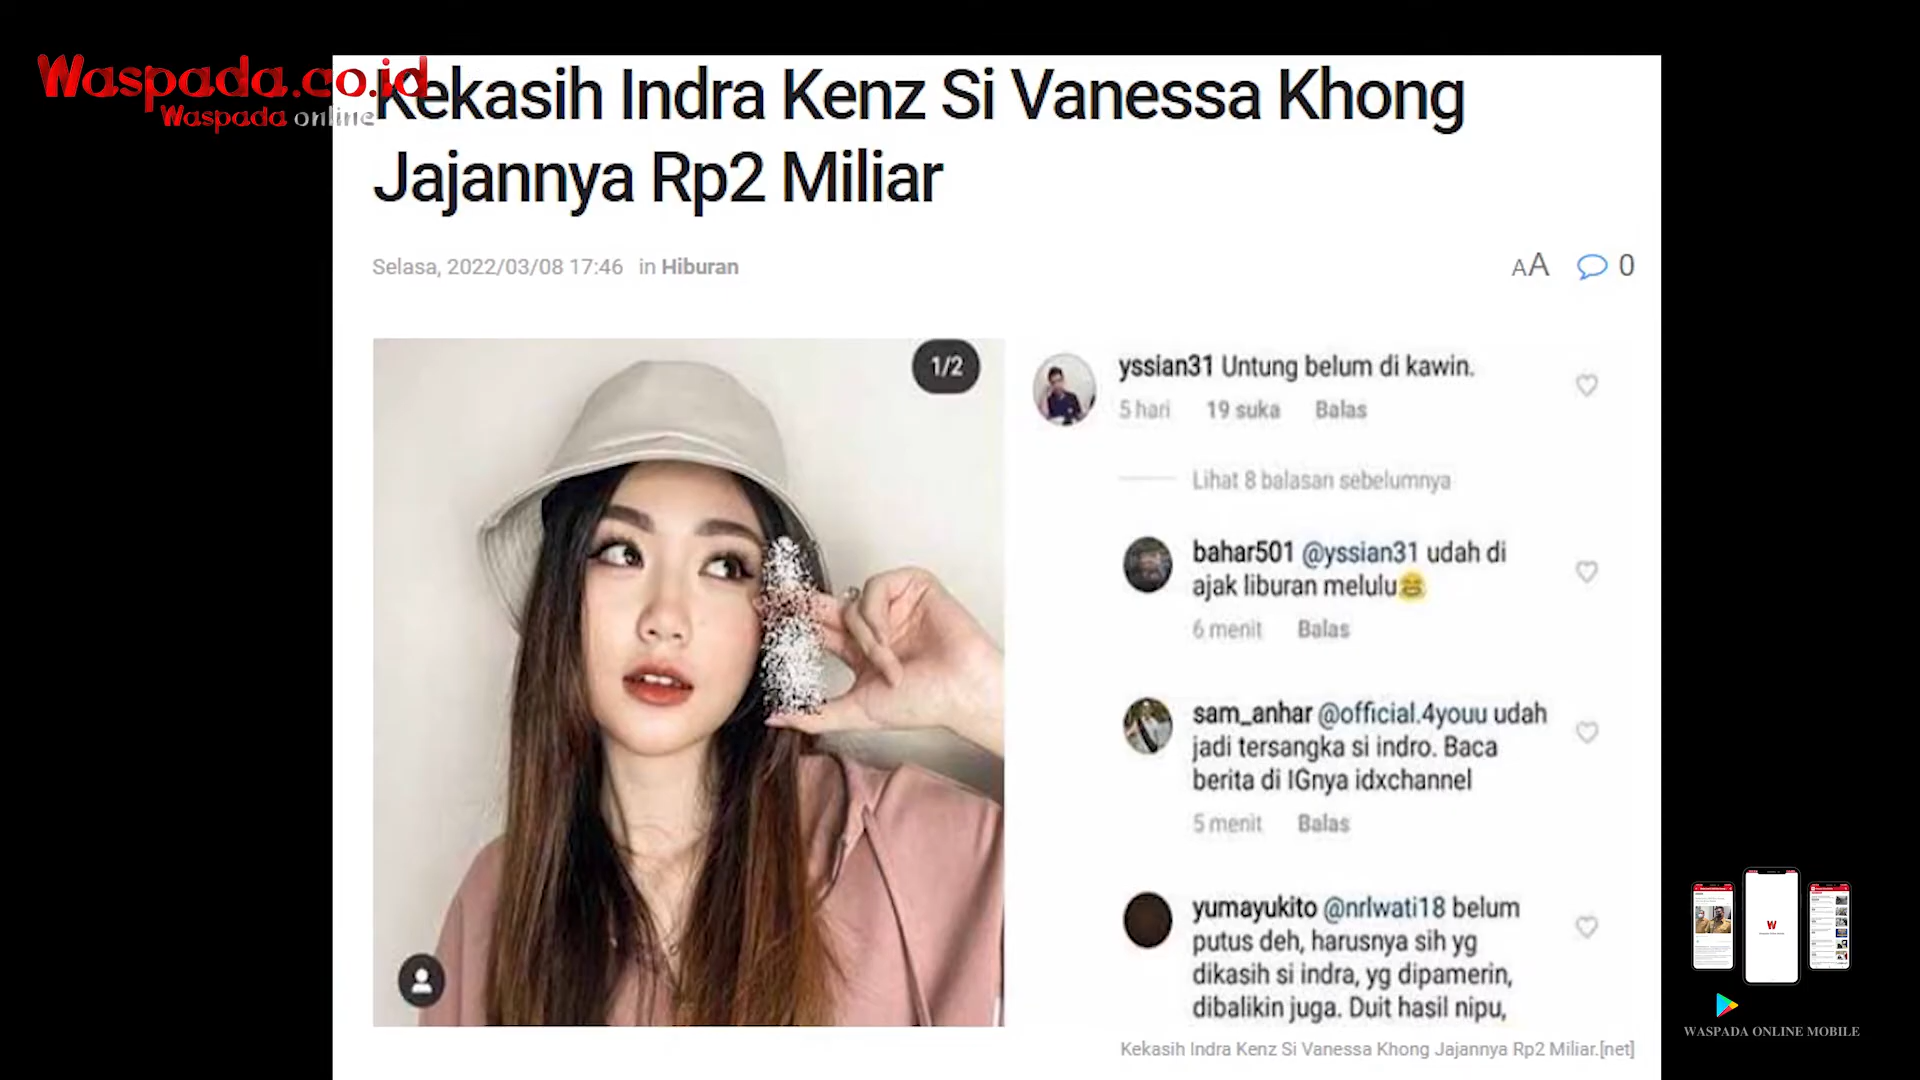 Waspada.co.id
Waspada online
Kekasih Indra Kenz Si Vanessa Khong
Jajannya Rp2 Miliar
Selasa, 2022/03/08 17:46 in Hiburan
AA 0
1/2
yssian31 Untung belum di kawin.
5 hari 19 suka Balas
Lihat 8 balasan sebelumnya
bahar501 @yssian31 udah di
ajak liburan melulu😂
6 menit Balas
sam_anhar @official.4youu udah
jadi tersangka si indro. Baca
berita di IGnya idxchannel
5 menit Balas
yumayukito @nrlwati18 belum
putus deh, harusnya sih yg
dikasih si indra, yg dipamerin,
dibalikin juga. Duit hasil nipu,
Kekasih Indra Kenz Si Vanessa Khong Jajannya Rp2 Miliar.[net]
W
WASPADA ONLINE MOBILE